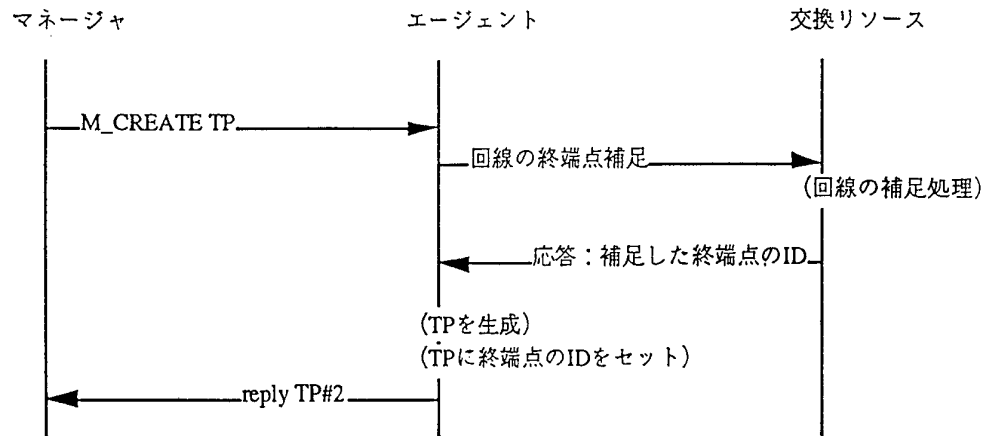 マネージャ エージェント 交換リソース
M_CREATE TP
回線の終端点補足
(回線の補足処理)
応答：補足した終端点のID
(TPを生成)
(TPに終端点のIDをセット)
reply TP#2